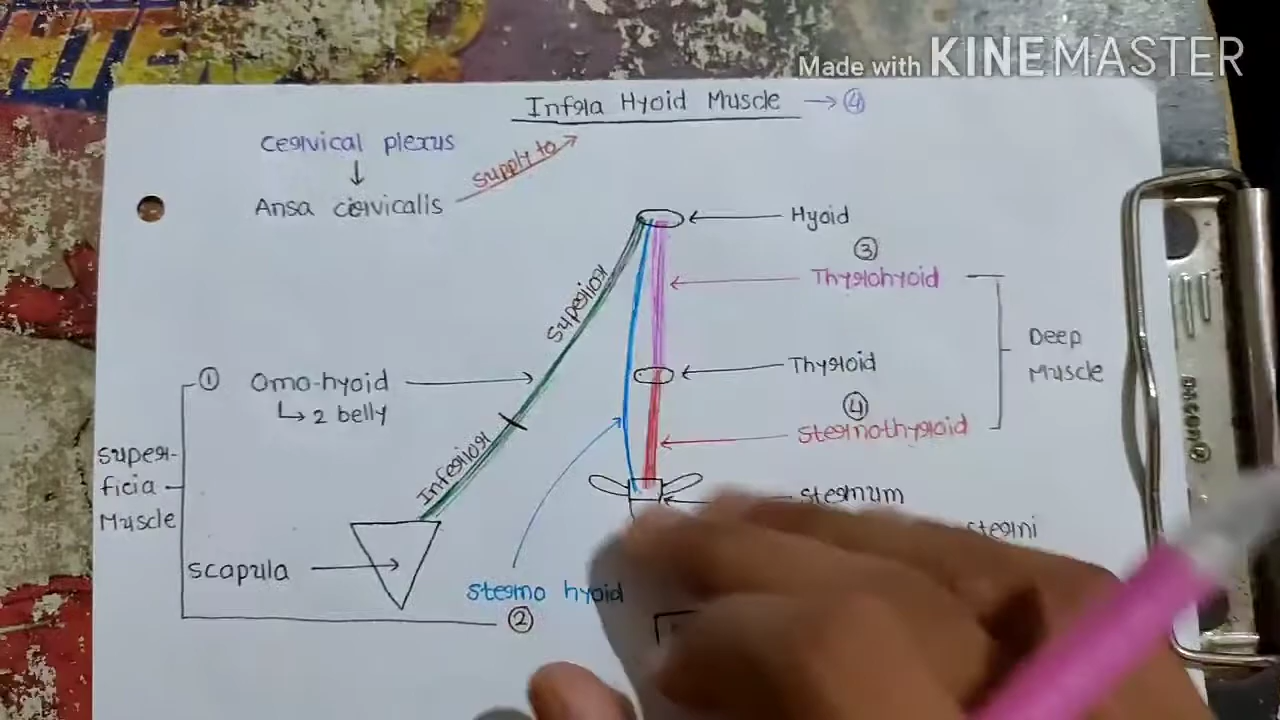 Made with KINEMASTER
Infra Hyoid Muscle → ④
Cervical plexus
↓
Ansa cervicalis
supply to
Hyoid
③
Thyrohyoid
Superior
Deep
Muscle
Thyroid
① Omo-hyoid
↳ 2 belly
④
Sternothyroid
Inferior
Super-
ficia
Muscle
Sternum
sterni
Scapula
Sterno hyoid
②